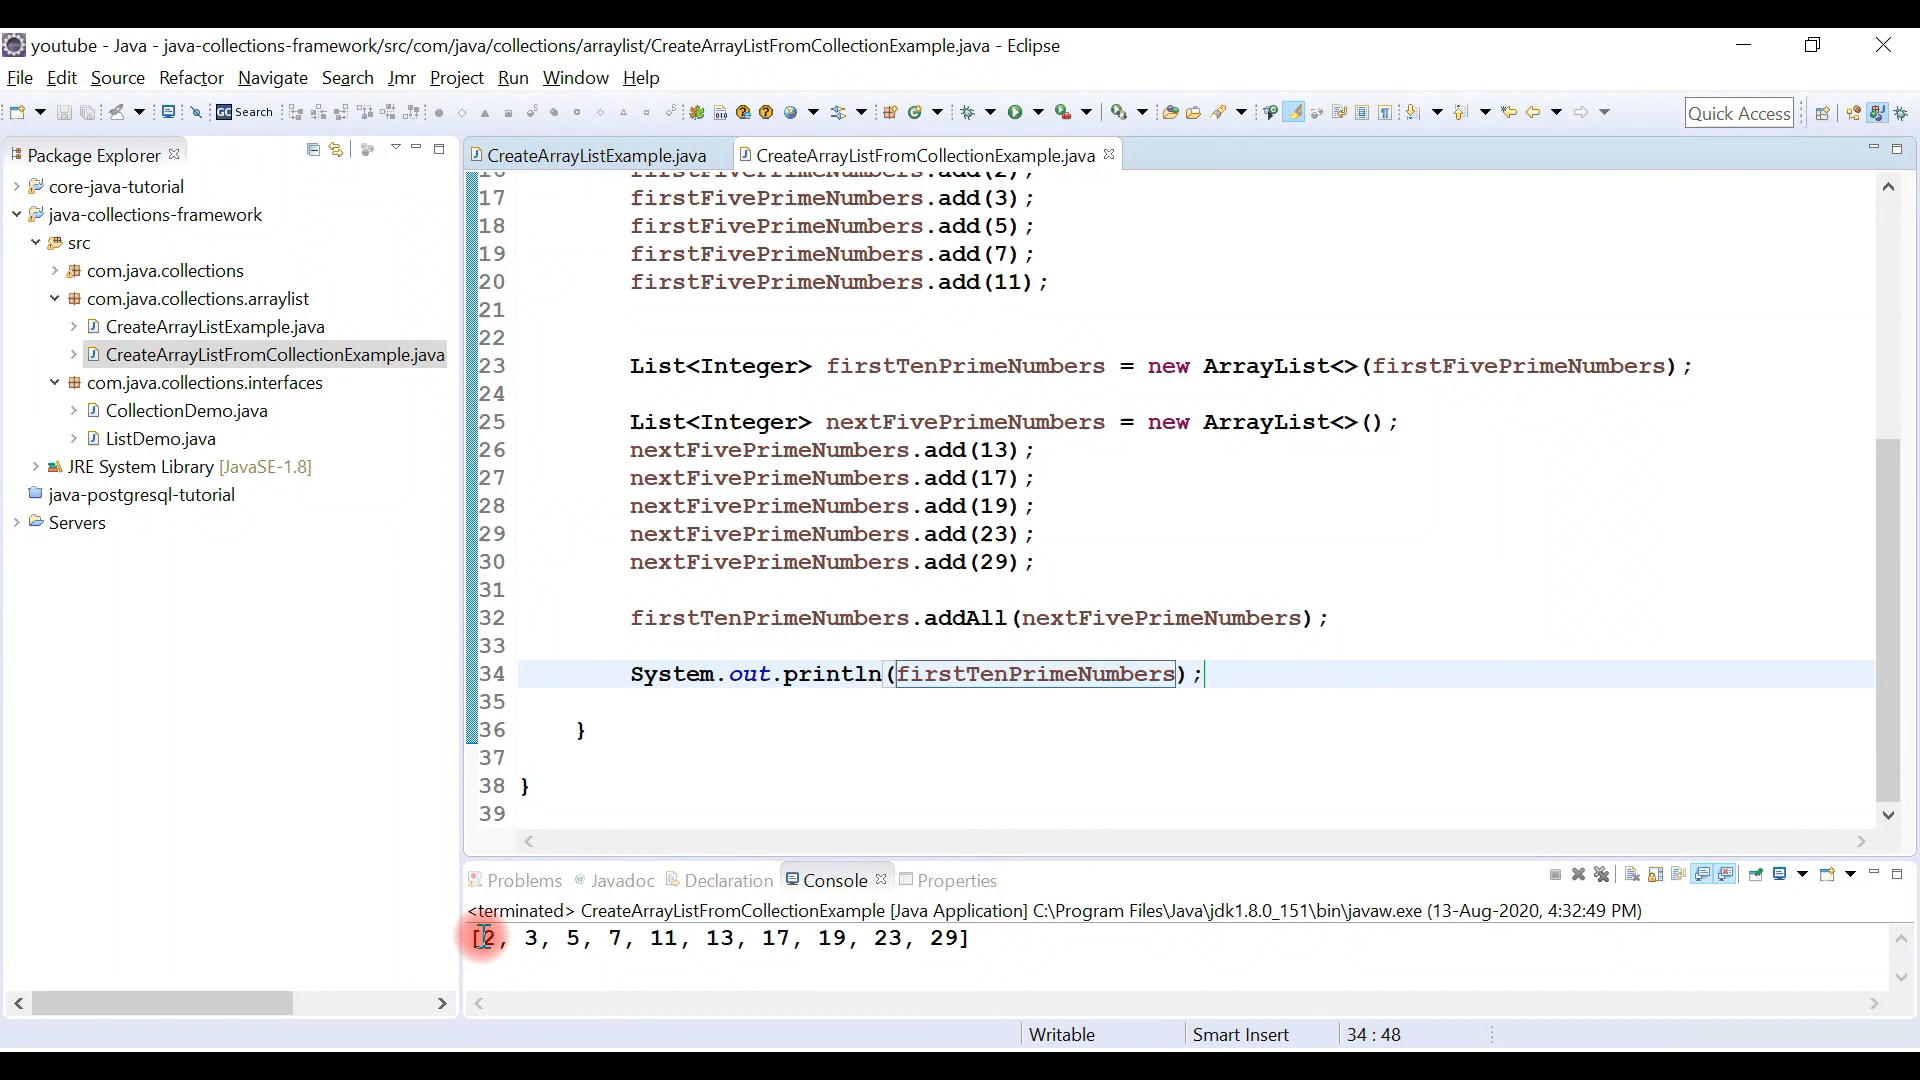 youtube - Java - java-collections-framework/src/com/java/collections/arraylist/CreateArrayListFromCollectionExample.java - Eclipse
File Edit Source Refactor Navigate Search Jmr Project Run Window Help
GC Search
Quick Access
Package Explorer
core-java-tutorial
java-collections-framework
src
com.java.collections
com.java.collections.arraylist
CreateArrayListExample.java
CreateArrayListFromCollectionExample.java
com.java.collections.interfaces
CollectionDemo.java
ListDemo.java
JRE System Library [JavaSE-1.8]
java-postgresql-tutorial
Servers
CreateArrayListExample.java CreateArrayListFromCollectionExample.java
16 firstFivePrimeNumbers.add(2);
17 firstFivePrimeNumbers.add(3);
18 firstFivePrimeNumbers.add(5);
19 firstFivePrimeNumbers.add(7);
20 firstFivePrimeNumbers.add(11);
21
22
23 List<Integer> firstTenPrimeNumbers = new ArrayList<>(firstFivePrimeNumbers);
24
25 List<Integer> nextFivePrimeNumbers = new ArrayList<>();
26 nextFivePrimeNumbers.add(13);
27 nextFivePrimeNumbers.add(17);
28 nextFivePrimeNumbers.add(19);
29 nextFivePrimeNumbers.add(23);
30 nextFivePrimeNumbers.add(29);
31
32 firstTenPrimeNumbers.addAll(nextFivePrimeNumbers);
33
34 System.out.println(firstTenPrimeNumbers);
35
36 }
37
38 }
39
Problems @ Javadoc Declaration Console Properties
<terminated> CreateArrayListFromCollectionExample [Java Application] C:\Program Files\Java\jdk1.8.0_151\bin\javaw.exe (13-Aug-2020, 4:32:49 PM)
[2, 3, 5, 7, 11, 13, 17, 19, 23, 29]
Writable Smart Insert 34 : 48